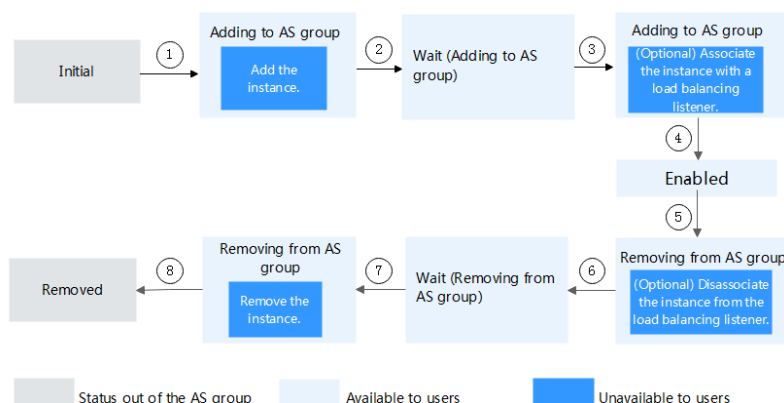 Adding to AS group
Adding to AS group
1
2
3
Initial
Add the
instance.
Wait (Adding to AS
group)
(Optional) Associate
the instance with a
load balancing
listener.
4
Enabled
5
Removing from AS
group
Removing from AS group
8
7
6
Removed
Remove the
instance.
Wait (Removing from
AS group)
(Optional) Disassociate
the instance from the
load balancing listener.
Status out of the AS group
Available to users
Unavailable to users